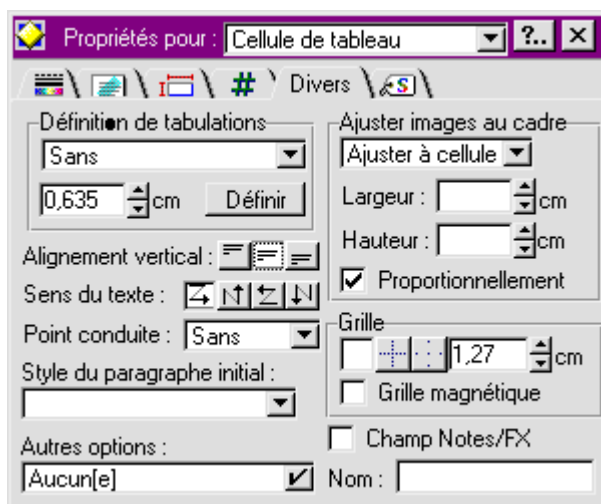 Propriétés pour : Cellule de tableau ?..
# Divers S
Définition de tabulations
Sans
0,635 cm Définir
Alignement vertical :
Sens du texte :
Point conduite : Sans
Style du paragraphe initial :
Autres options :
Aucun[e]
Ajuster images au cadre
Ajuster à cellule
Largeur : cm
Hauteur : cm
Proportionnellement
Grille
1,27 cm
Grille magnétique
Champ Notes/FX
Nom :